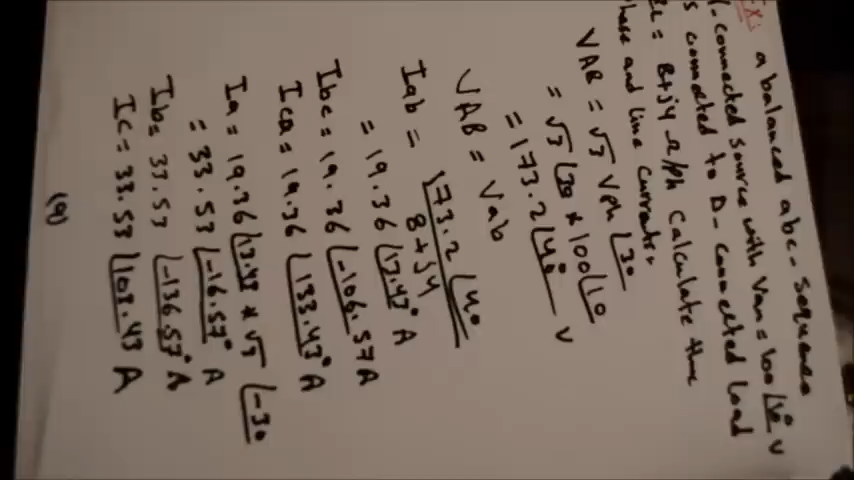 Ex: a balanced abc-sequence
Y-connected source with Van = 100 ∠10° V
is connected to Δ-connected load
ZL = 8+j4 Ω/ph Calculate the
phase and line currents
VAB = √3 Vph ∠30
= √3 ∠30 * 100 ∠10
= 173.2 ∠40° V
VAB = Vab
Iab = 173.2 ∠40 / 8+j4
= 19.36 ∠13.43° A
Ibc = 19.36 ∠-106.57 A
Ica = 19.36 ∠133.43° A
Ia = 19.36 ∠13.43 * √3 ∠-30
= 33.53 ∠-16.57° A
Ib = 33.53 ∠-136.57° A
Ic = 33.53 ∠103.43 A
(9)